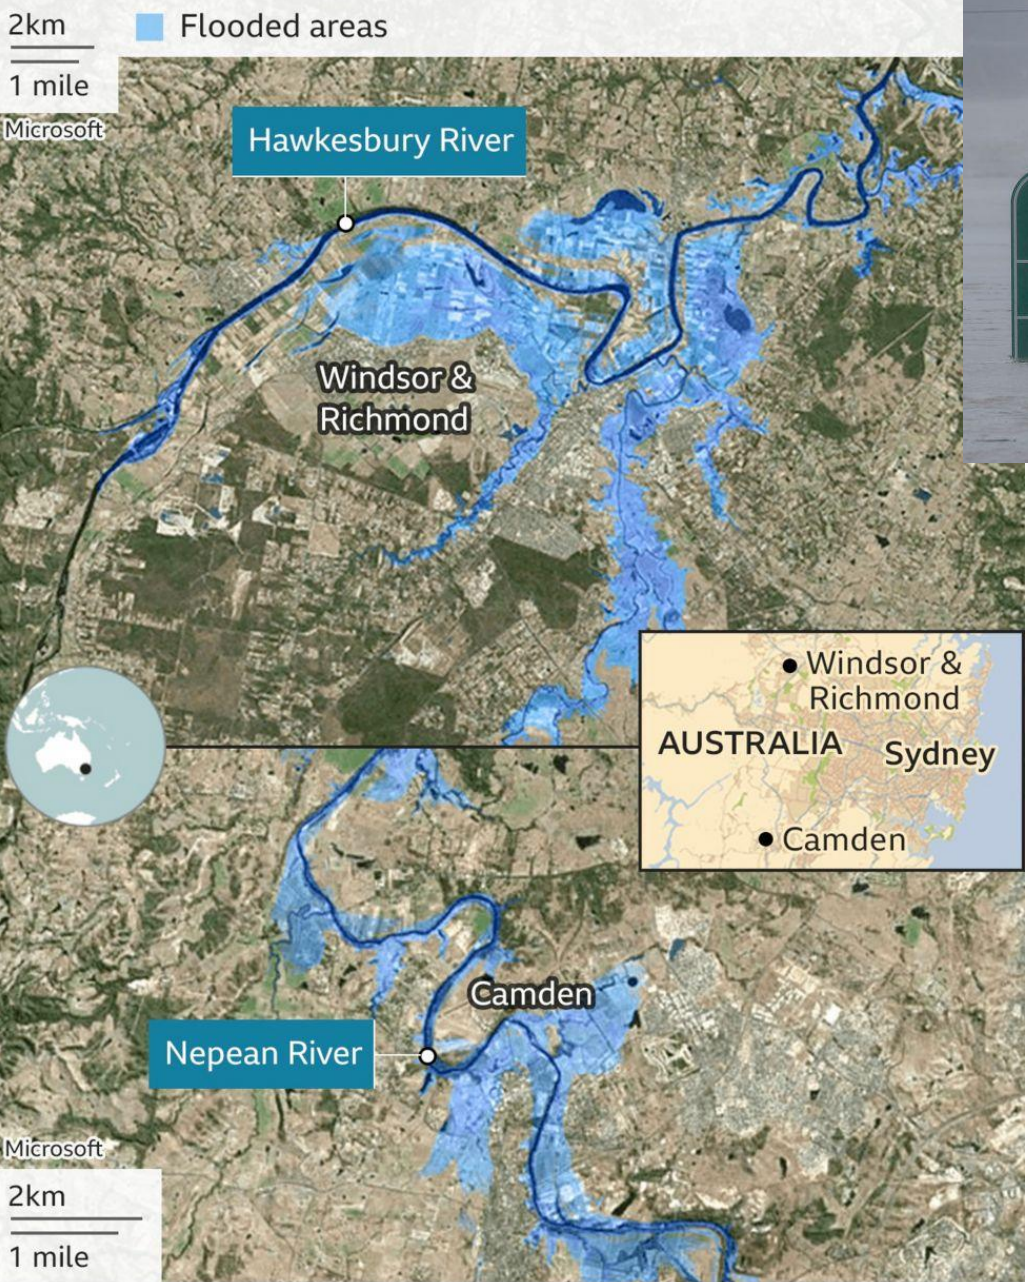 2km
Flooded areas
1 mile
Microsoft
Hawkesbury River
Windsor &
Richmond
Windsor &
Richmond
AUSTRALIA
Sydney
Camden
Camden
Nepean River
Microsoft
2km
1 mile